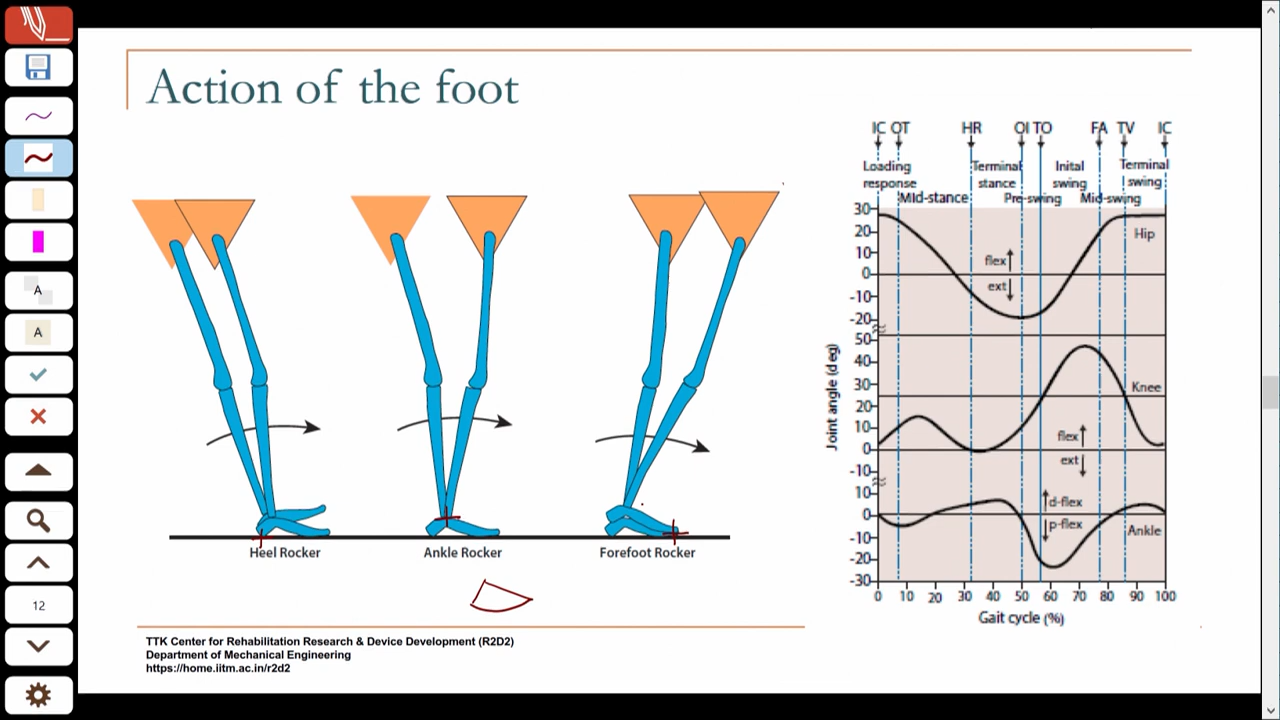 Action of the foot
IC OT HR OI TO FA TV IC
Loading response
Mid-stance
Terminal stance
Pre-swing
Inital swing
Mid-swing
Terminal swing
30
20
10
0
-10
-20
Hip
flex
ext
50
40
30
20
10
0
-10
Knee
flex
ext
10
0
-10
-20
-30
d-flex
p-flex
Ankle
Joint angle (deg)
0 10 20 30 40 50 60 70 80 90 100
Gait cycle (%)
Heel Rocker
Ankle Rocker
Forefoot Rocker
TTK Center for Rehabilitation Research & Device Development (R2D2)
Department of Mechanical Engineering
https://home.iitm.ac.in/r2d2
A
A
12